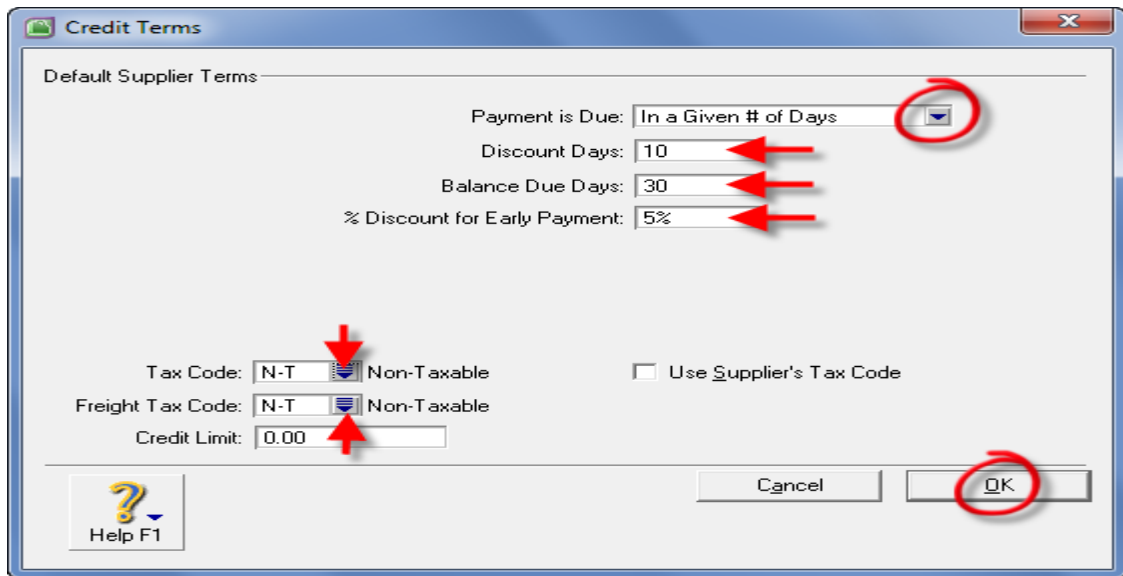 Credit Terms
Default Supplier Terms
Payment is Due: In a Given # of Days
Discount Days: 10
Balance Due Days: 30
% Discount for Early Payment: 5%
Tax Code: N-T Non-Taxable Use Supplier's Tax Code
Freight Tax Code: N-T Non-Taxable
Credit Limit: 0.00
Cancel OK
Help F1